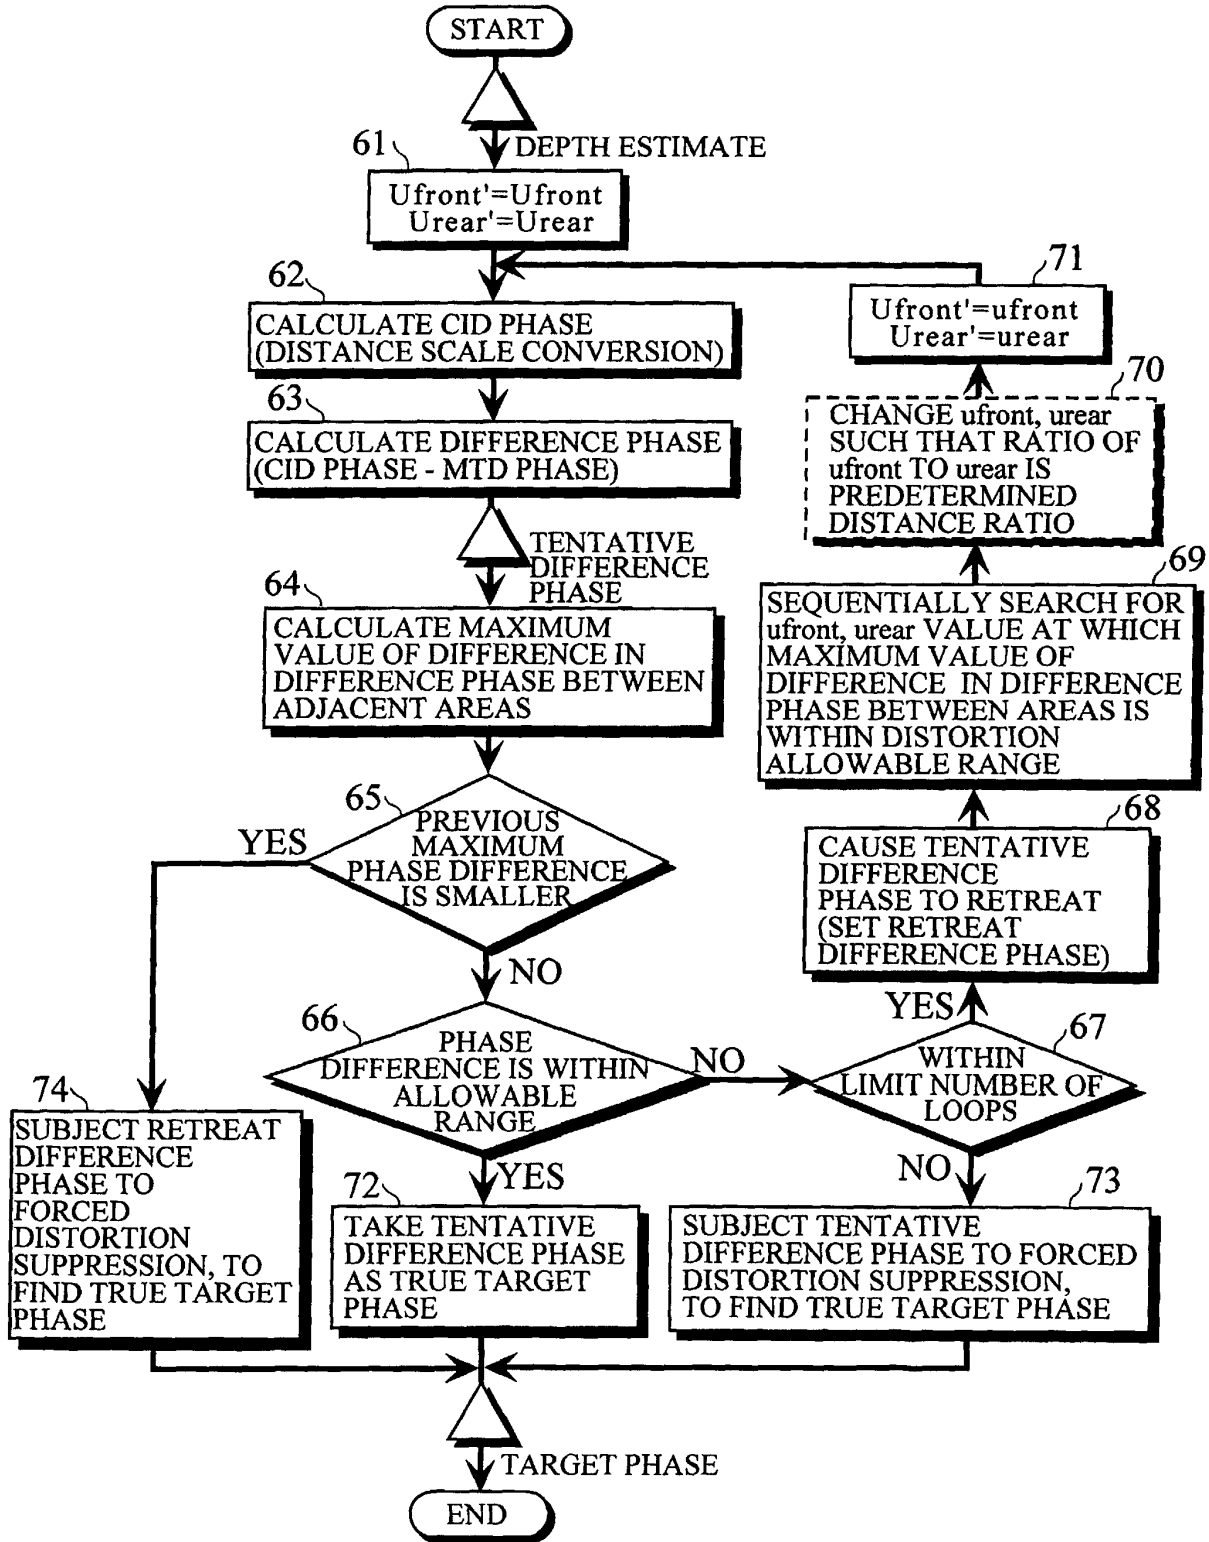 START
DEPTH ESTIMATE
61
Ufront'=Ufront
Urear'=Urear
62
CALCULATE CID PHASE
(DISTANCE SCALE CONVERSION)
63
CALCULATE DIFFERENCE PHASE
(CID PHASE - MTD PHASE)
TENTATIVE
DIFFERENCE
PHASE
64
CALCULATE MAXIMUM
VALUE OF DIFFERENCE IN
DIFFERENCE PHASE BETWEEN
ADJACENT AREAS
65
PREVIOUS
MAXIMUM
PHASE DIFFERENCE
IS SMALLER
YES
NO
66
PHASE
DIFFERENCE IS WITHIN
ALLOWABLE
RANGE
NO
YES
67
WITHIN
LIMIT NUMBER OF
LOOPS
YES
NO
68
CAUSE TENTATIVE
DIFFERENCE
PHASE TO RETREAT
(SET RETREAT
DIFFERENCE PHASE)
69
SEQUENTIALLY SEARCH FOR
ufront, urear VALUE AT WHICH
MAXIMUM VALUE OF
DIFFERENCE IN DIFFERENCE
PHASE BETWEEN AREAS IS
WITHIN DISTORTION
ALLOWABLE RANGE
70
CHANGE ufront, urear
SUCH THAT RATIO OF
ufront TO urear IS
PREDETERMINED
DISTANCE RATIO
71
Ufront'=ufront
Urear'=urear
74
SUBJECT RETREAT
DIFFERENCE
PHASE TO
FORCED
DISTORTION
SUPPRESSION, TO
FIND TRUE TARGET
PHASE
72
TAKE TENTATIVE
DIFFERENCE PHASE
AS TRUE TARGET
PHASE
73
SUBJECT TENTATIVE
DIFFERENCE PHASE TO FORCED
DISTORTION SUPPRESSION,
TO FIND TRUE TARGET PHASE
TARGET PHASE
END